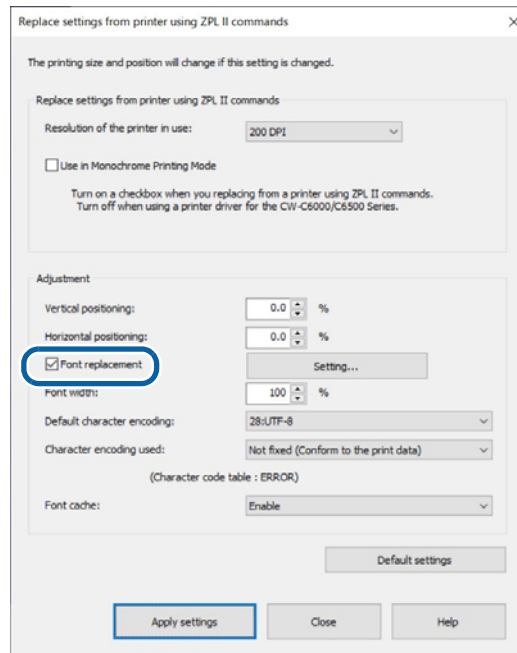 Replace settings from printer using ZPL II commands
The printing size and position will change if this setting is changed.
Replace settings from printer using ZPL II commands
Resolution of the printer in use: 200 DPI
Use in Monochrome Printing Mode
Turn on a checkbox when you replacing from a printer using ZPL II commands.
Turn off when using a printer driver for the CW-C6000/C6500 Series.
Adjustment
Vertical positioning: 0.0 %
Horizontal positioning: 0.0 %
Font replacement Setting...
Font width: 100 %
Default character encoding: 28:UTF-8
Character encoding used: Not fixed (Conform to the print data)
(Character code table : ERROR)
Font cache: Enable
Default settings
Apply settings Close Help